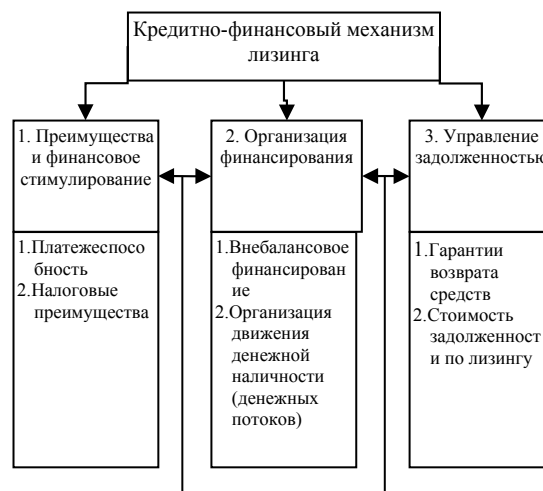 Кредитно-финансовый механизм
лизинга
1. Преимущества
и финансовое
стимулирование
2. Организация
финансирования
3. Управление
задолженностью
1.Платежеспосо
бность
2.Налоговые
преимущества
1.Внебалансовое
финансирован
ие
2.Организация
движения
денежной
наличности
(денежных
потоков)
1.Гарантии
возврата
средств
2.Стоимость
задолженност
и по лизингу